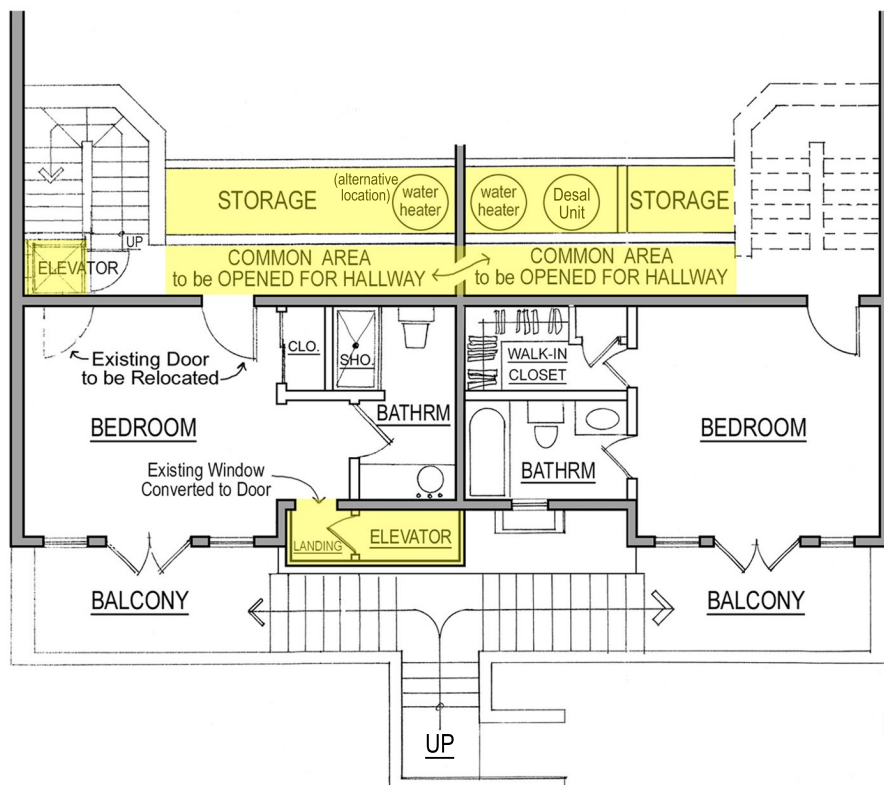 STORAGE
(alternative
location)
water
heater
water
heater
Desal
Unit
STORAGE
UP
ELEVATOR
COMMON AREA
to be OPENED FOR HALLWAY
COMMON AREA
to be OPENED FOR HALLWAY
Existing Door
to be Relocated
CLO.
SHO.
BATHRM
WALK-IN
CLOSET
BEDROOM
BEDROOM
BATHRM
Existing Window
Converted to Door
LANDING
ELEVATOR
BALCONY
BALCONY
UP